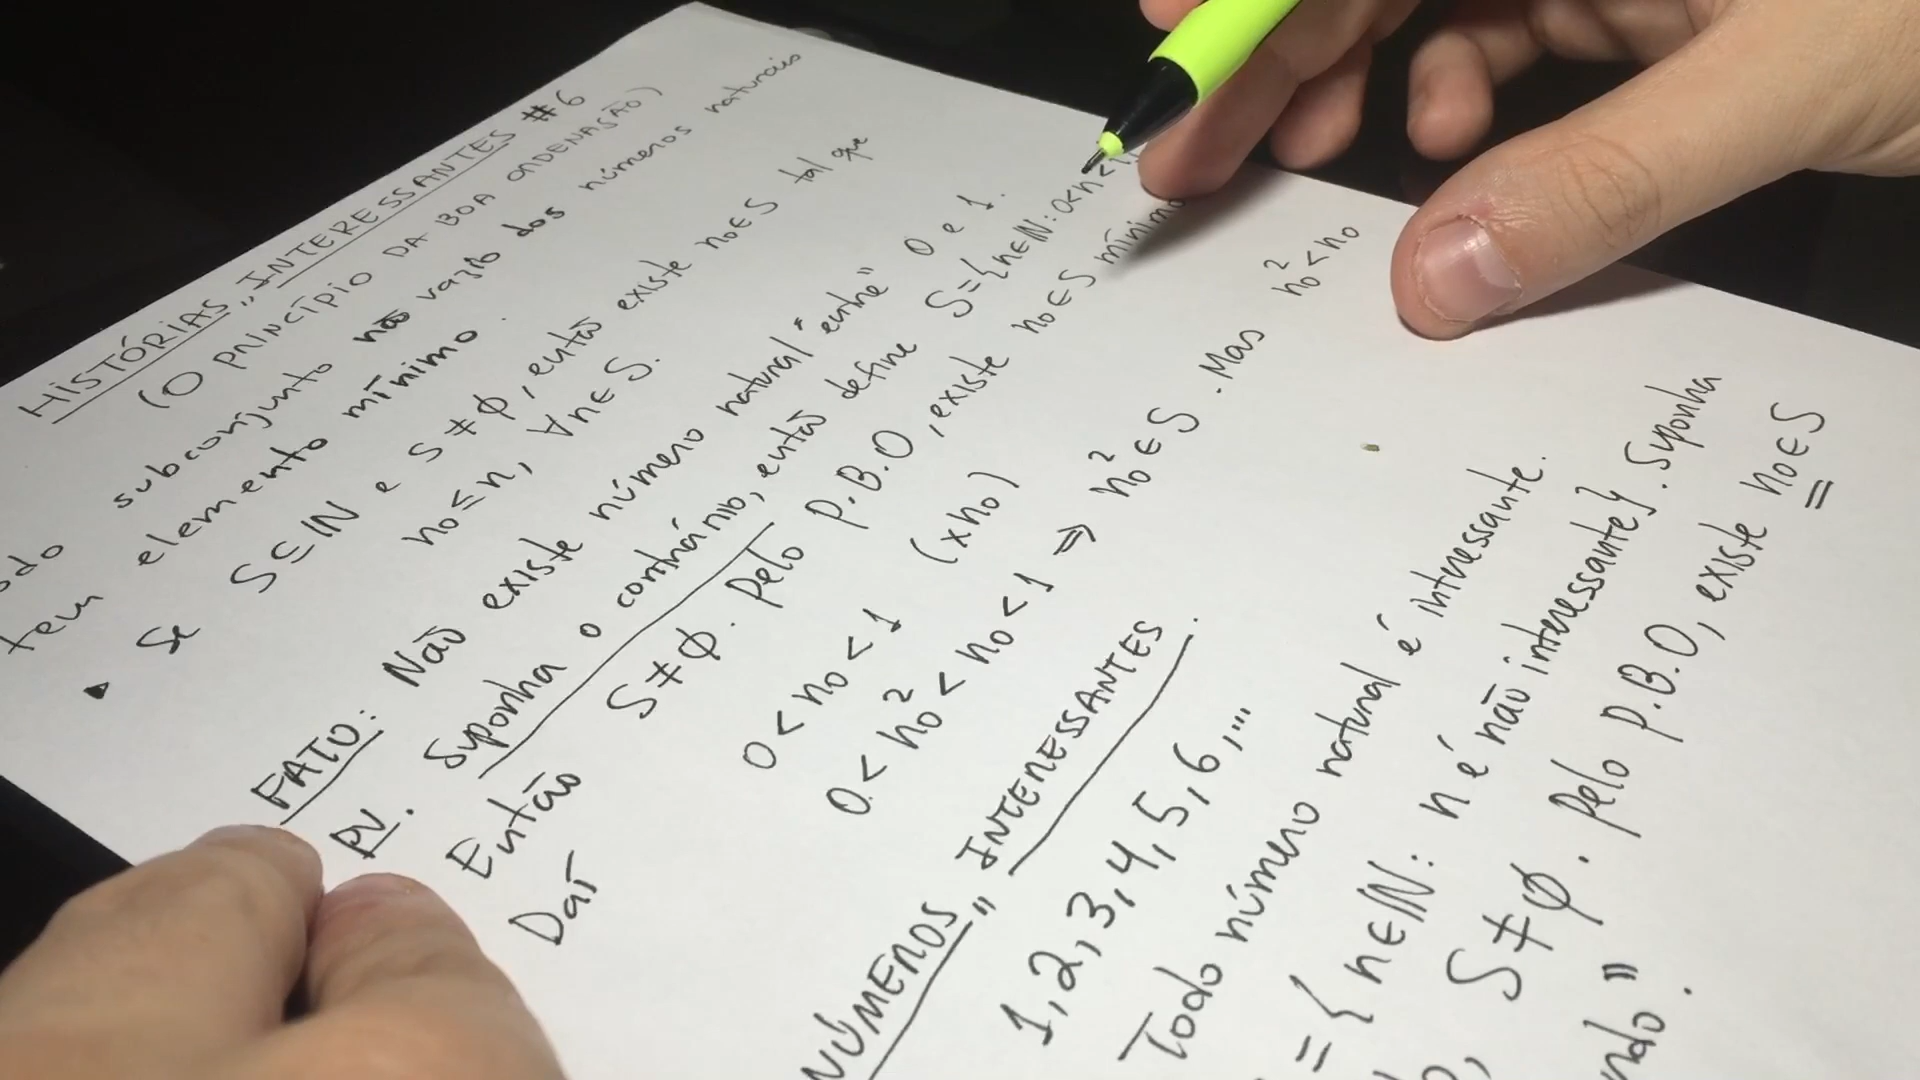 HISTÓRIAS "INTERESSANTES #6
(O PRINCÍPIO DA BOA ORDENASÃO)
subconjunto não vazio dos números naturais
tem elemento mínimo.
▸ Se S⊆ℕ e S≠∅, então existe n₀∈S tal que
n₀≤n, ∀n∈S.
FATO: Não existe número natural "entre" 0 e 1.
PV. Suponha o contrário, então define S={n∈ℕ: 0<n<
Então S≠∅. Pelo P.B.O, existe n₀∈S mínimo
Daí 0<n₀<1 (xn₀)
0<n₀²<n₀<1 ⇒ n₀²∈S. Mas n₀²<n₀
NÚMEROS "INTERESSANTES.
1,2,3,4,5,6,...
Todo número natural é interessante.
={n∈ℕ: n é não interessante}. Suponha
, S≠∅. Pelo P.B.O, existe n₀∈S
".